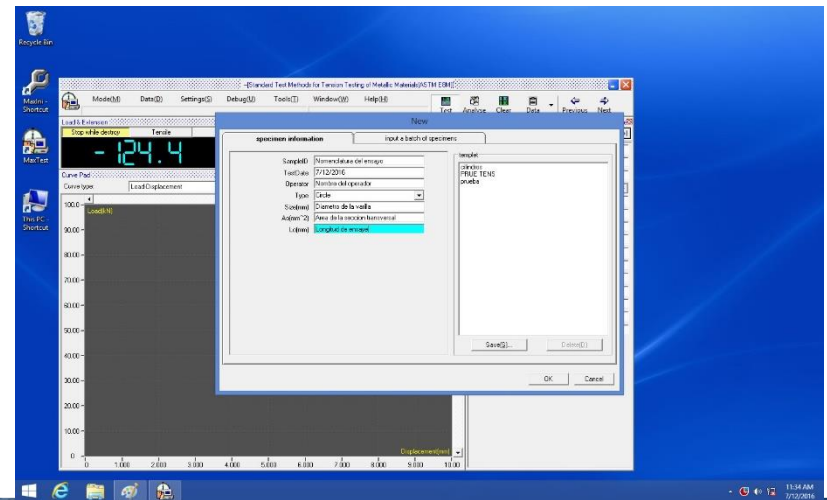 Recycle Bin
Shortcut
MaxTest
This PC - Shortcut
-[Standard Test Methods for Tension Testing of Metallic Materials(ASTM E8M)]
Mode(M) Data(D) Settings(S) Debug(U) Tools(T) Window(W) Help(H)
Test Analyse Clear Data Previous Next
Load & Extension
Stop while destroy Tensile
-124.4
Curve Pad
Curve type: Load-Displacement
Load(kN)
100.0
90.00
80.00
70.00
60.00
50.00
40.00
30.00
20.00
10.00
0
0 1.000 2.000 3.000 4.000 5.000 6.000 7.000 8.000 9.000 10.00
Displacement(mm)
New
specimen information input a batch of specimens
SampleID Nomenclatura del ensayo
TestDate 7/12/2016
Operator Nombre del operador
Type Circle
Size(mm) Diametro de la varilla
Ao(mm^2) Area de la seccion transversal
Lo(mm) Longitud de ensaye
templet
cilindros
PRUE TENS
prueba
Save(S)... Delete(D)
OK Cancel
11:34 AM
7/12/2016